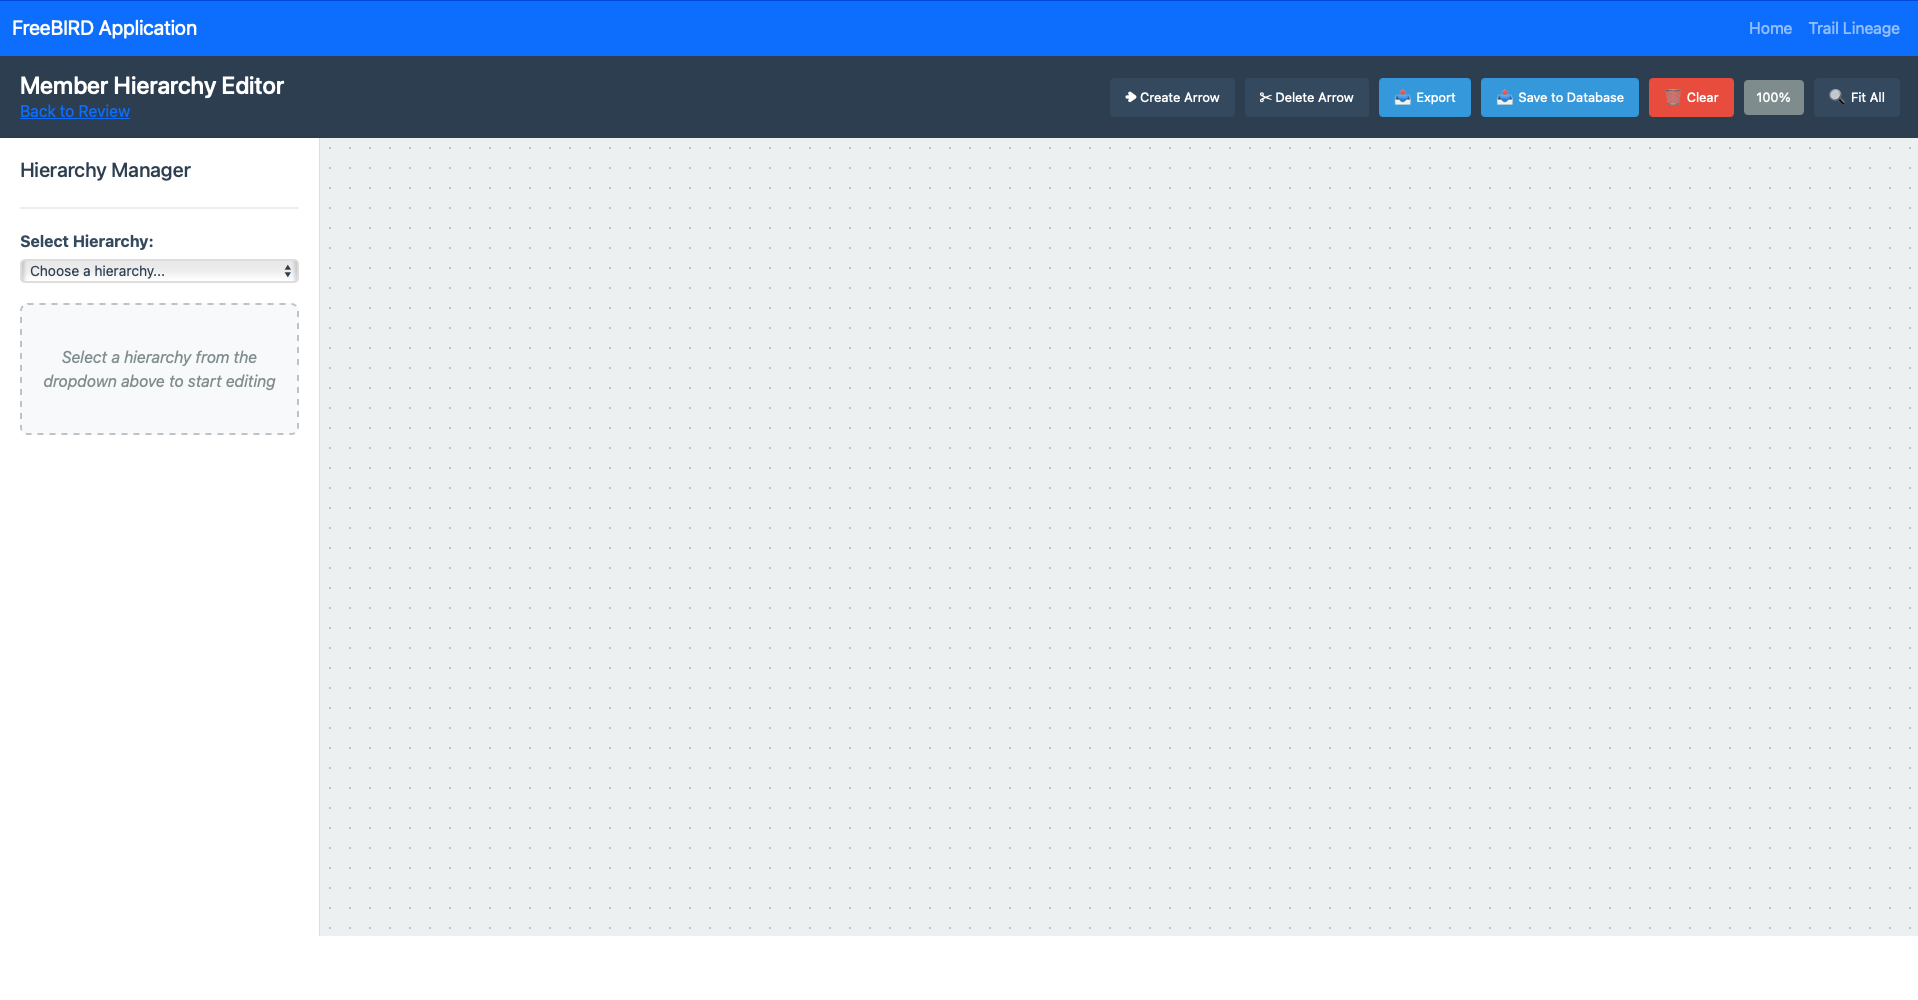 FreeBIRD Application
Home
Trail Lineage
Member Hierarchy Editor
Back to Review
Create Arrow
Delete Arrow
Export
Save to Database
Clear
100%
Fit All
Hierarchy Manager
Select Hierarchy:
Choose a hierarchy...
Select a hierarchy from the
dropdown above to start editing